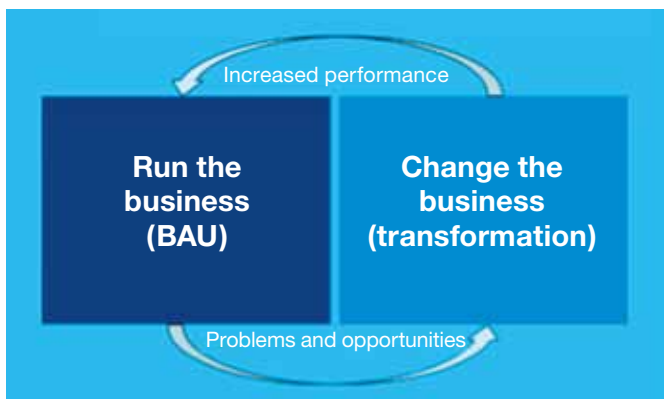 Increased performance
Run the
business
(BAU)
Change the
business
(transformation)
Problems and opportunities